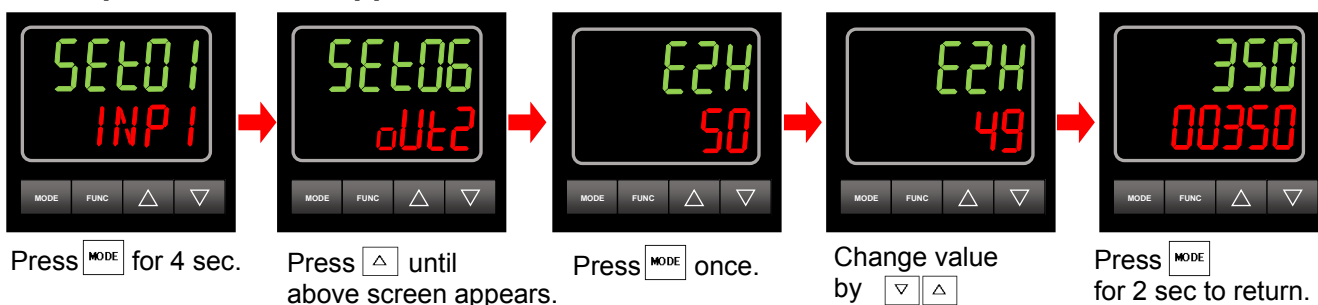 SEt01
INP1
MODE FUNC
SEt06
oUt2
MODE FUNC
E2H
50
MODE FUNC
E2H
49
MODE FUNC
350
00350
MODE FUNC
Press MODE for 4 sec.
Press △ until
above screen appears.
Press MODE once.
Change value
by ▽ △
Press MODE
for 2 sec to return.